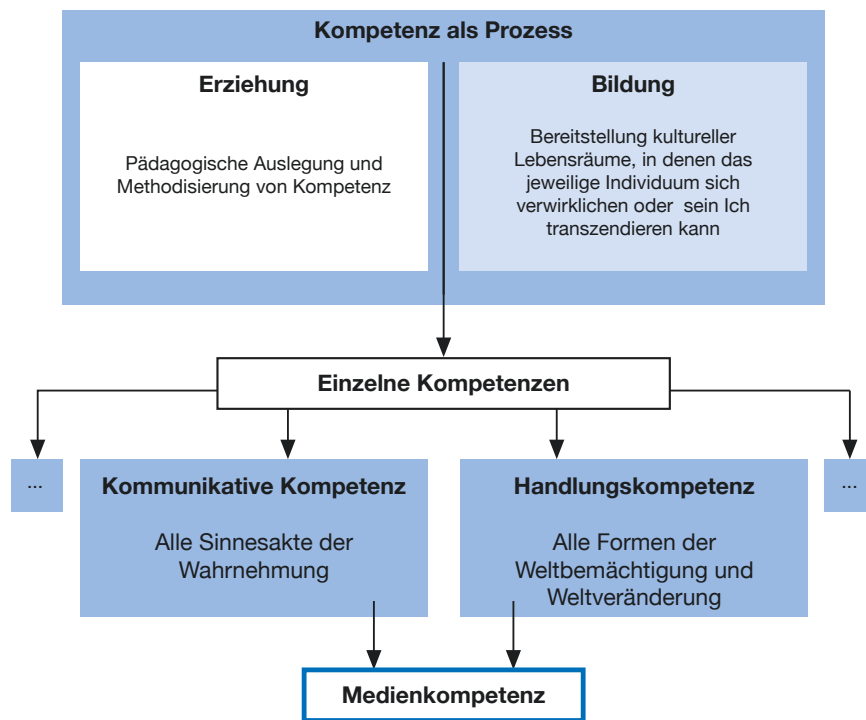 Kompetenz als Prozess
Erziehung
Pädagogische Auslegung und
Methodisierung von Kompetenz
Bildung
Bereitstellung kultureller
Lebensräume, in denen das
jeweilige Individuum sich
verwirklichen oder sein Ich
transzendieren kann
Einzelne Kompetenzen
...
Kommunikative Kompetenz
Alle Sinnesakte der
Wahrnehmung
Handlungskompetenz
Alle Formen der
Weltbemächtigung und
Weltveränderung
...
Medienkompetenz